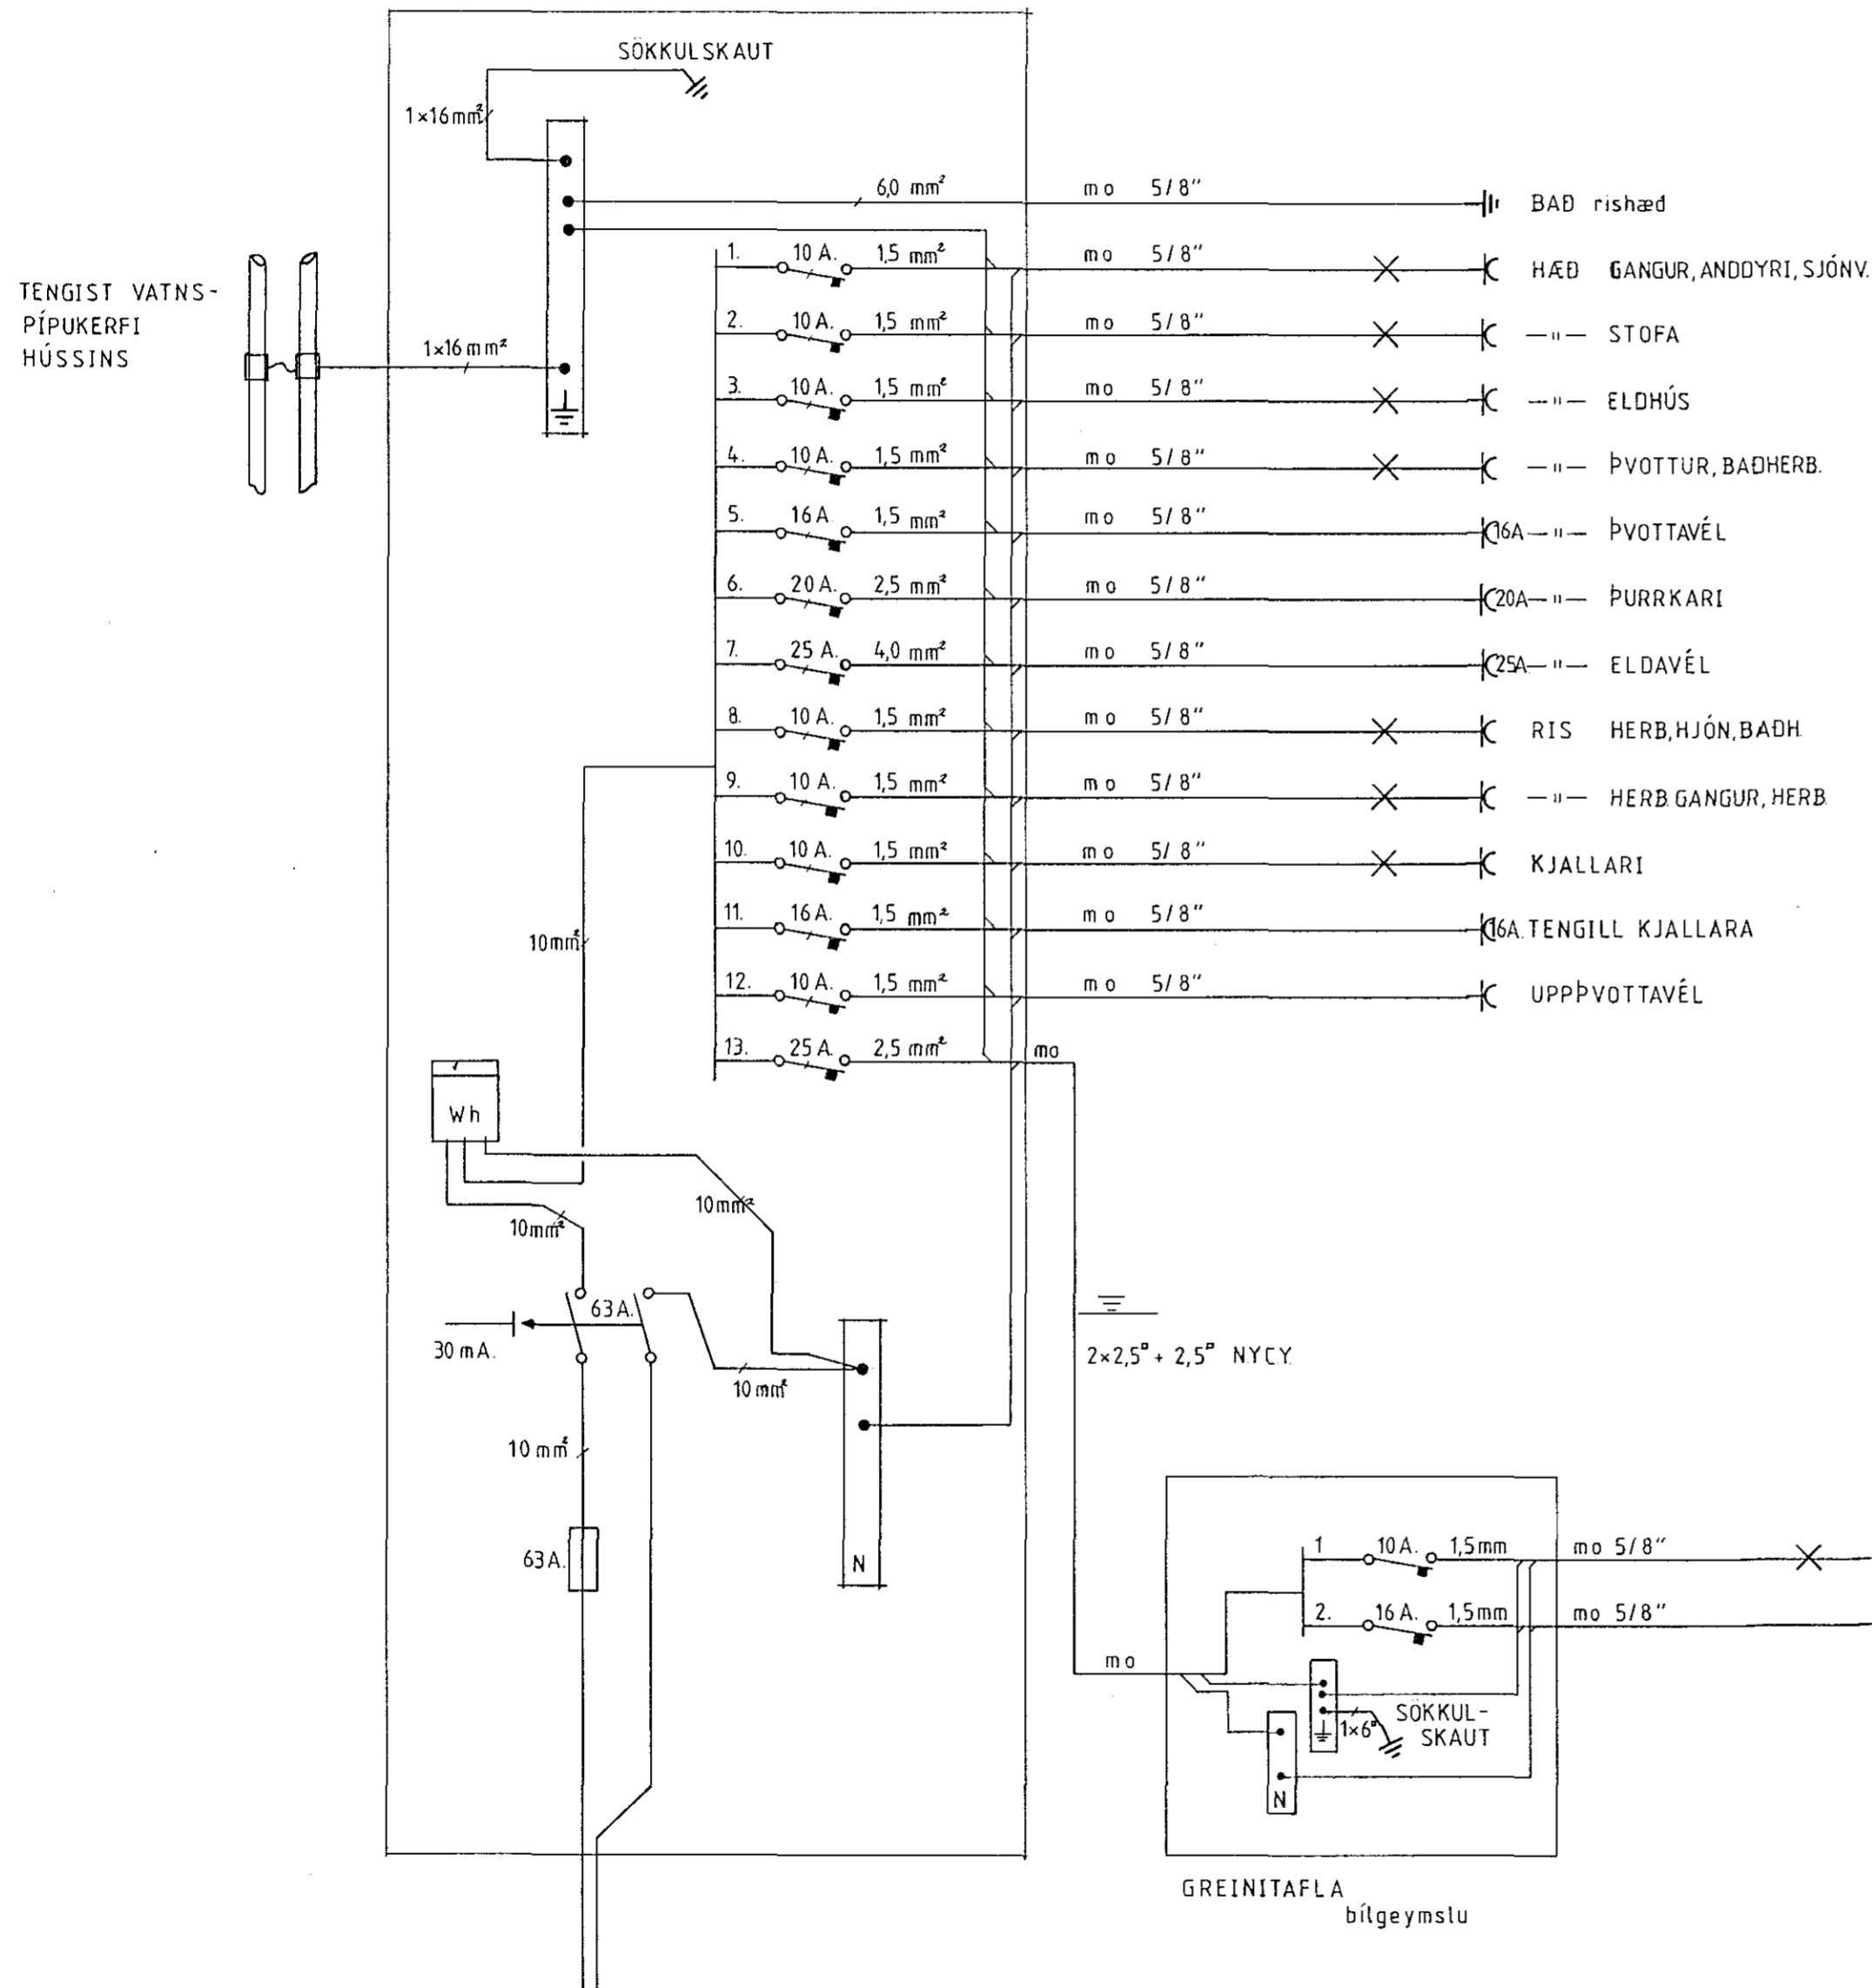 SÖKKULSKAUT
1×16mm²
6,0 mm² mo 5/8" BAÐ rishæd
TENGIST VATNS-
PÍPUKERFI
HÚSSINS
1×16mm²
1. 10 A. 1,5 mm² mo 5/8" HÆÐ GANGUR, ANDDYRI, SJÓNV.
2. 10 A. 1,5 mm² mo 5/8" —"— STOFA
3. 10 A. 1,5 mm² mo 5/8" —"— ELDHÚS
4. 10 A. 1,5 mm² mo 5/8" —"— ÞVOTTUR, BAÐHERB.
5. 16 A. 1,5 mm² mo 5/8" 16A —"— ÞVOTTAVÉL
6. 20 A. 2,5 mm² mo 5/8" 20A —"— ÞURRKARI
7. 25 A. 4,0 mm² mo 5/8" 25A —"— ELDAVÉL
8. 10 A. 1,5 mm² mo 5/8" RIS HERB, HJÓN, BAÐH.
9. 10 A. 1,5 mm² mo 5/8" —"— HERB. GANGUR, HERB.
10. 10 A. 1,5 mm² mo 5/8" KJALLARI
11. 16 A. 1,5 mm² mo 5/8" 16A. TENGILL KJALLARA
12. 10 A. 1,5 mm² mo 5/8" UPPÞVOTTAVÉL
13. 25 A. 2,5 mm² mo
10mm²
Wh
10mm²
10mm²
63 A.
30 mA.
10 mm²
2×2,5▫ + 2,5▫ NYCY.
10 mm²
63 A.
N
1 10 A. 1,5mm mo 5/8"
2. 16 A. 1,5mm mo 5/8"
mo
SÖKKUL-
SKAUT
1×6▫
N
GREINITAFLA
bílgeymslu